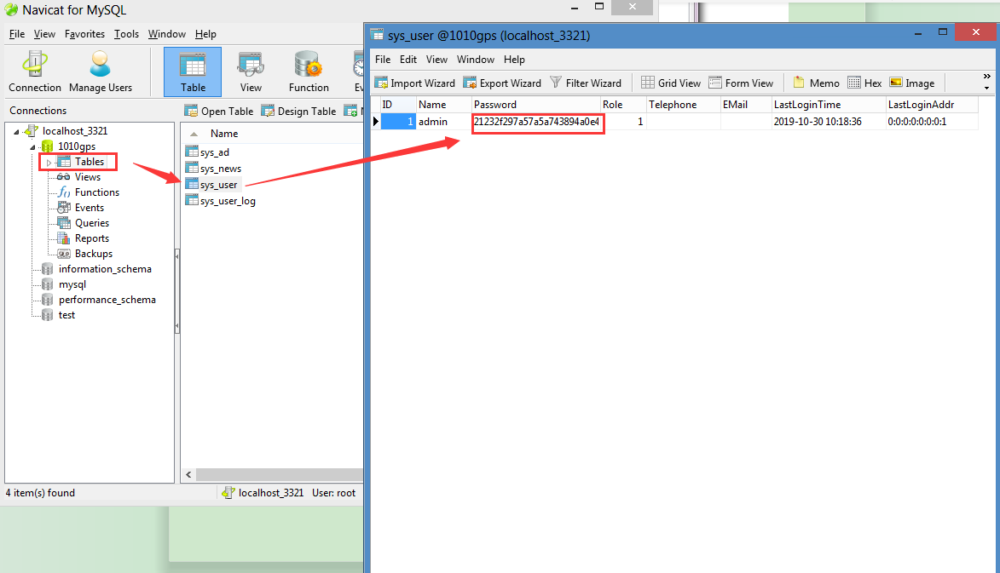 Navicat for MySQL
File View Favorites Tools Window Help
Connection Manage Users Table View Function
Connections
Open Table Design Table
localhost_3321
1010gps
Tables
Views
Functions
Events
Queries
Reports
Backups
information_schema
mysql
performance_schema
test
Name
sys_ad
sys_news
sys_user
sys_user_log
4 item(s) found localhost_3321 User: root
sys_user @1010gps (localhost_3321)
File Edit View Window Help
Import Wizard Export Wizard Filter Wizard Grid View Form View Memo Hex Image
ID Name Password Role Telephone EMail LastLoginTime LastLoginAddr
1 admin 21232f297a57a5a743894a0e4 1 2019-10-30 10:18:36 0:0:0:0:0:0:0:1